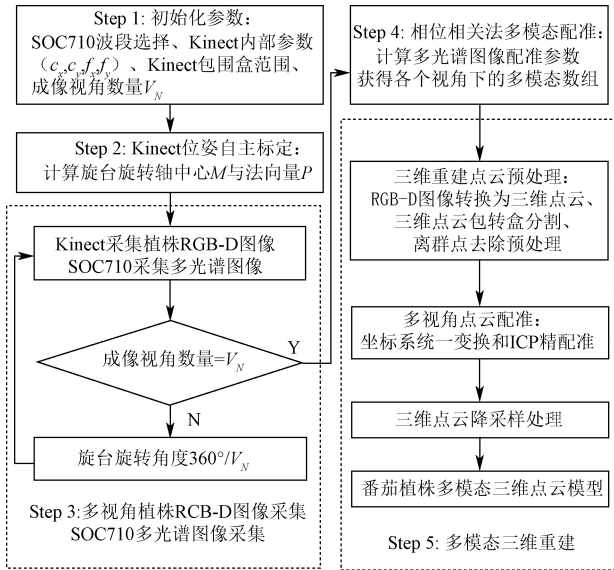 Step 1: 初始化参数:
SOC710波段选择、Kinect内部参数
(cx,cy,fx,fy)、Kinect包围盒范围、
成像视角数量VN
Step 2: Kinect位姿自主标定:
计算旋台旋转轴中心M与法向量P
Kinect采集植株RGB-D图像
SOC710采集多光谱图像
成像视角数量=VN
Y
N
旋台旋转角度360°/VN
Step 3:多视角植株RCB-D图像采集
SOC710多光谱图像采集
Step 4: 相位相关法多模态配准:
计算多光谱图像配准参数
获得各个视角下的多模态数组
三维重建点云预处理:
RGB-D图像转换为三维点云、
三维点云包转盒分割、
离群点去除预处理
多视角点云配准:
坐标系统一变换和ICP精配准
三维点云降采样处理
番茄植株多模态三维点云模型
Step 5: 多模态三维重建